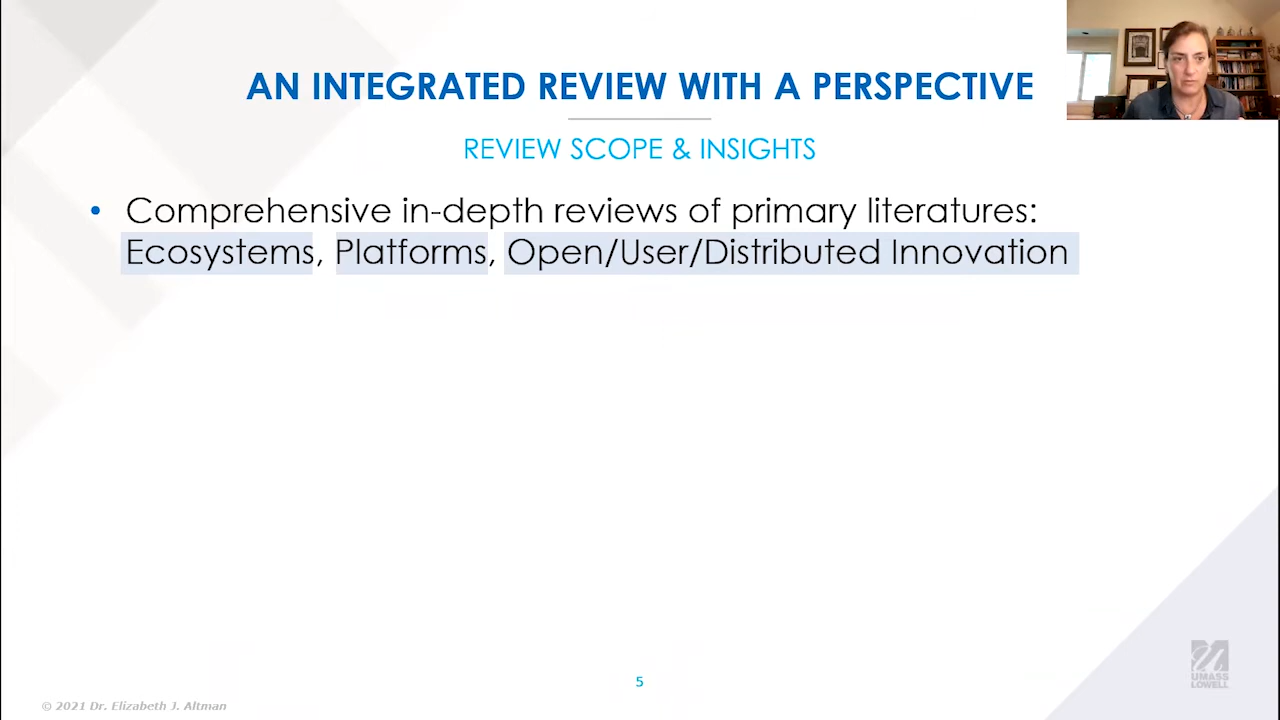 AN INTEGRATED REVIEW WITH A PERSPECTIVE
REVIEW SCOPE & INSIGHTS
• Comprehensive in-depth reviews of primary literatures:
Ecosystems, Platforms, Open/User/Distributed Innovation
5
UMASS
LOWELL
© 2021 Dr. Elizabeth J. Altman